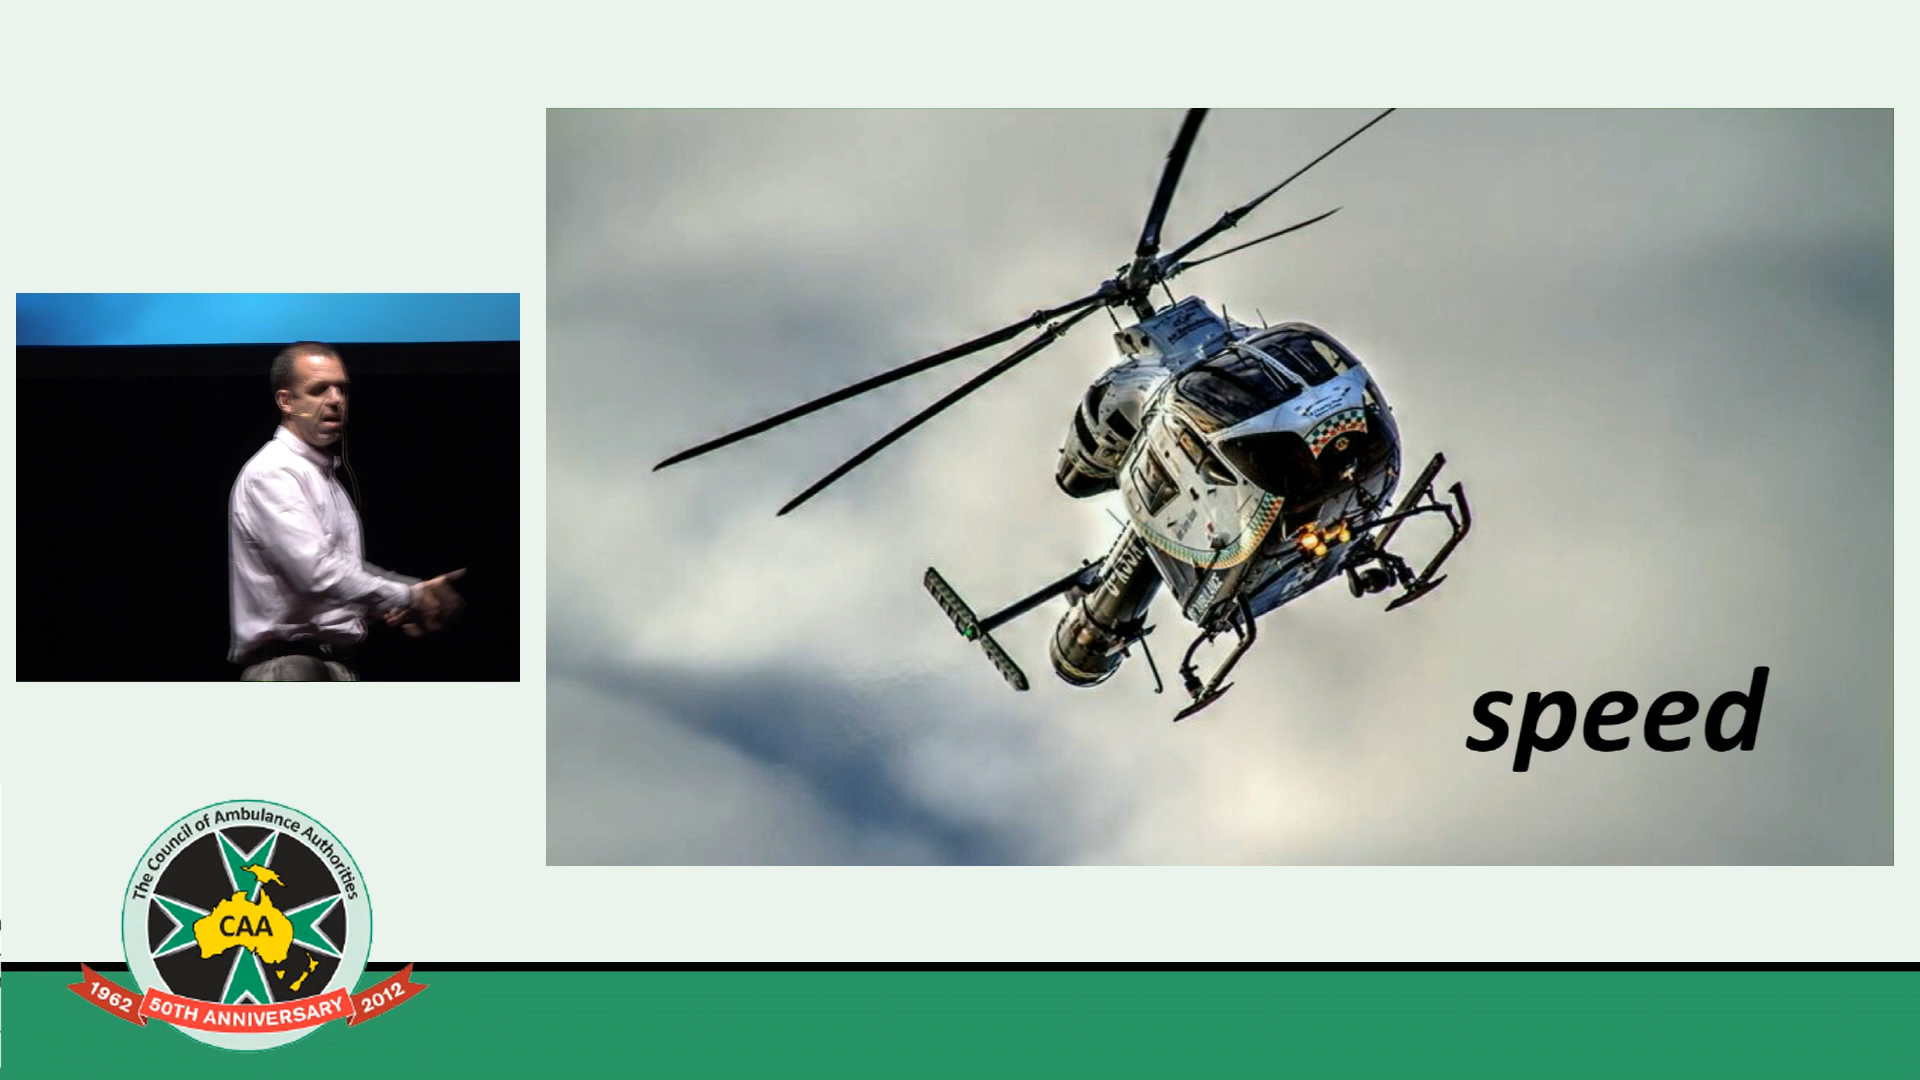 speed
The Council of Ambulance Authorities
CAA
1962 50TH ANNIVERSARY 2012